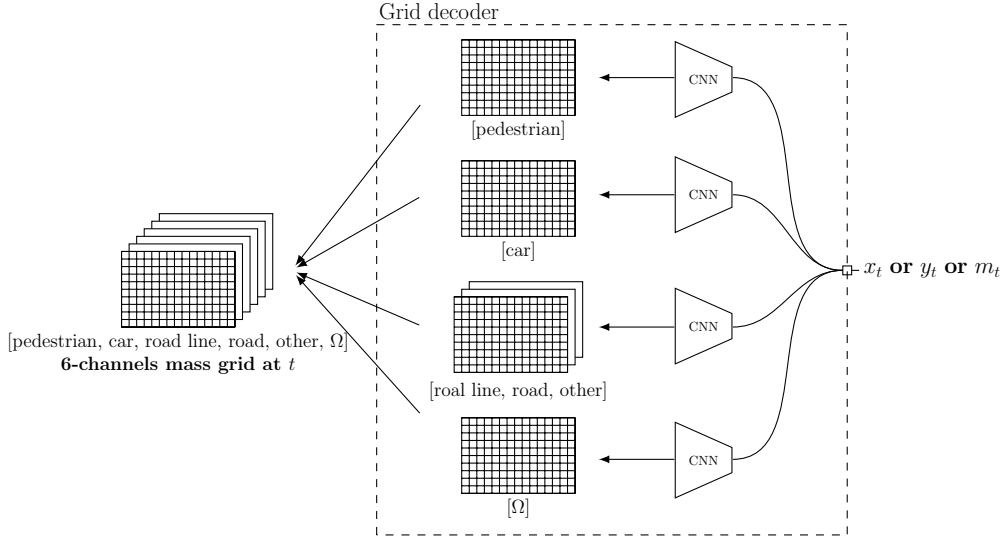 Grid decoder
CNN
[pedestrian]
CNN
[car]
x_t or y_t or m_t
CNN
[pedestrian, car, road line, road, other, Ω]
6-channels mass grid at t
[roal line, road, other]
CNN
[Ω]